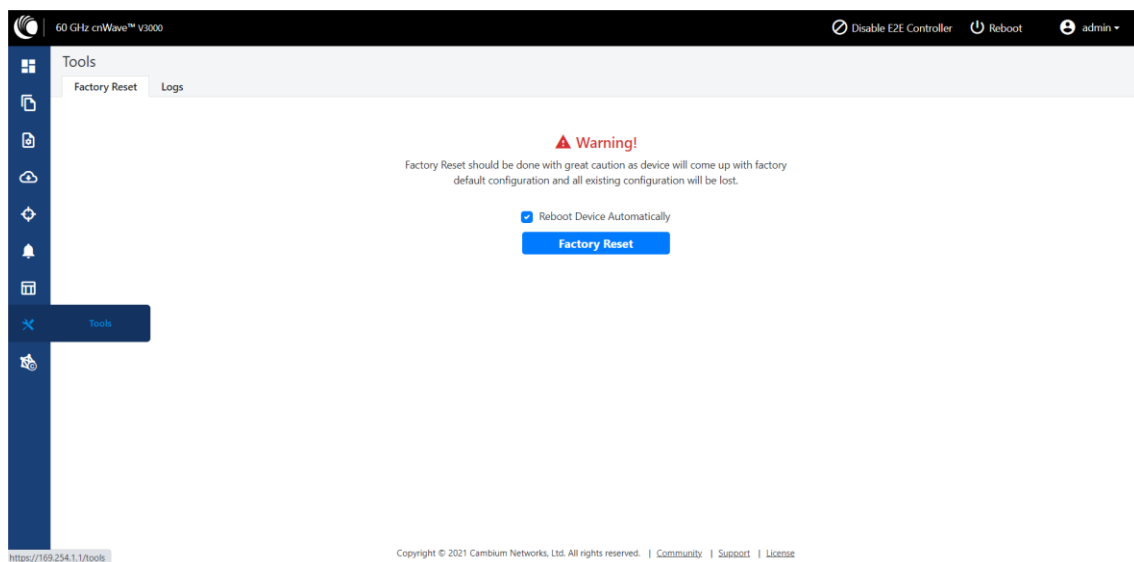 60 GHz cnWave™ V3000
Disable E2E Controller
Reboot
admin
Tools
Factory Reset
Logs
Warning!
Factory Reset should be done with great caution as device will come up with factory
default configuration and all existing configuration will be lost.
Reboot Device Automatically
Factory Reset
Tools
https://169.254.1.1/tools
Copyright © 2021 Cambium Networks, Ltd. All rights reserved. | Community | Support | License